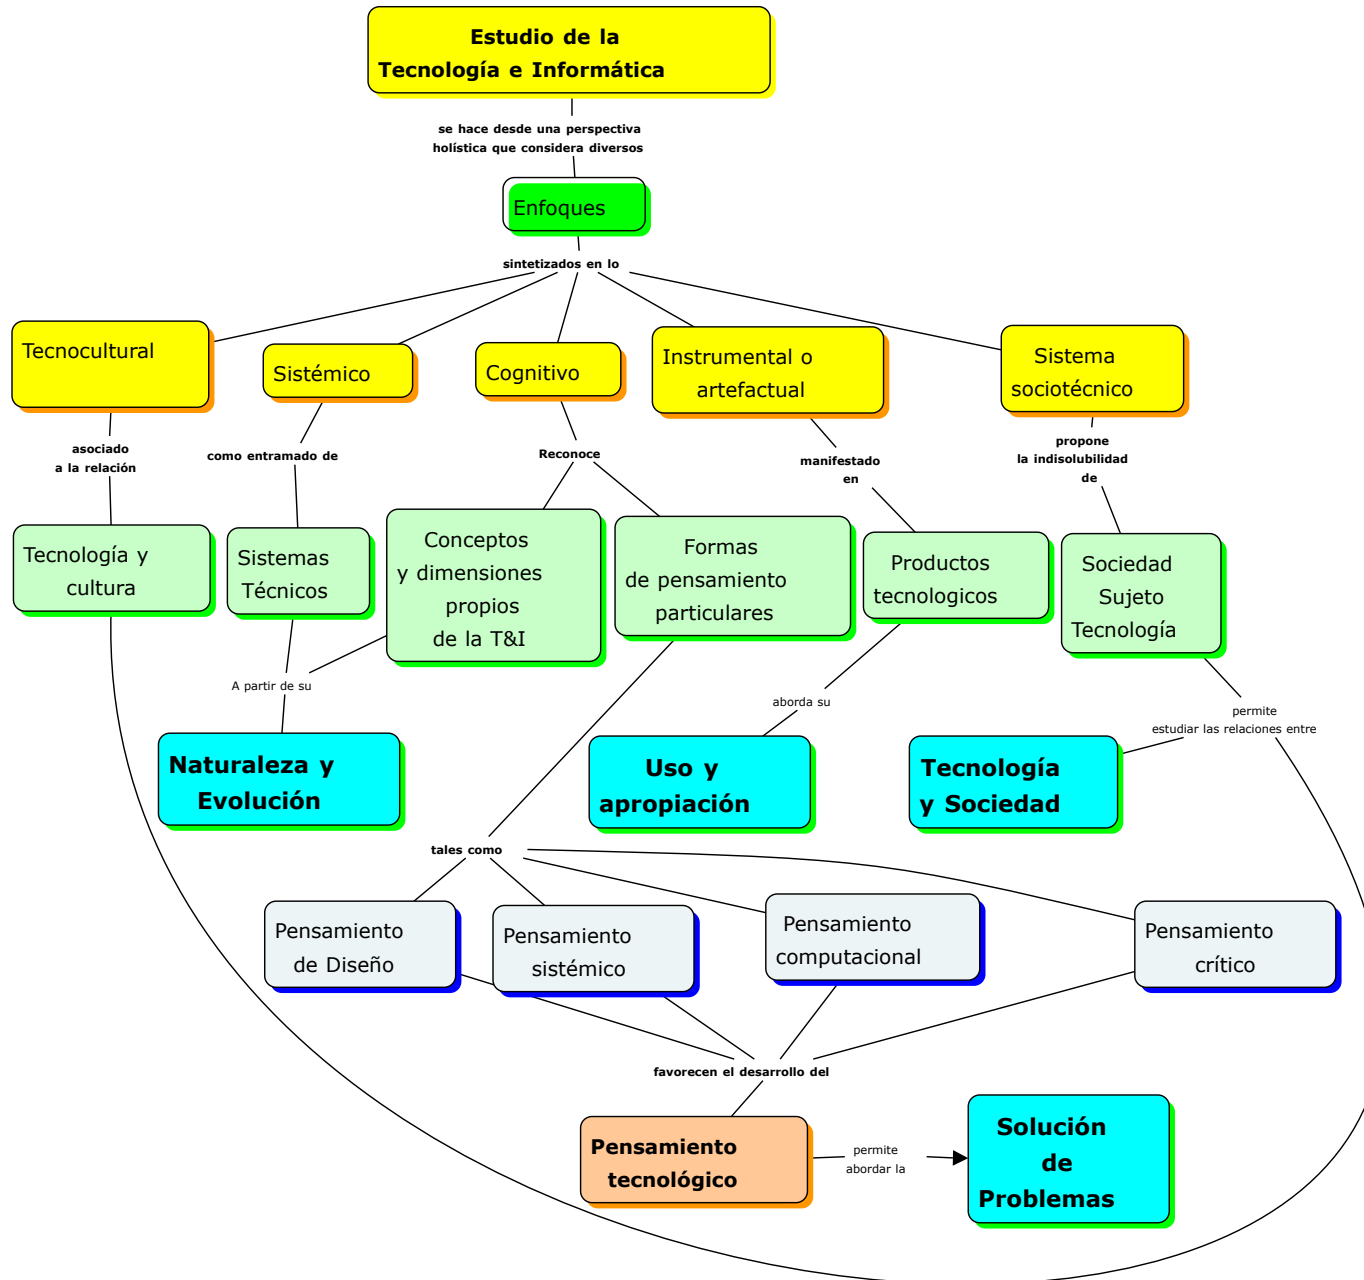 Estudio de la
Tecnología e Informática
se hace desde una perspectiva
holística que considera diversos
Enfoques
sintetizados en lo
Tecnocultural
Sistémico
Cognitivo
Instrumental o
artefactual
Sistema
sociotécnico
asociado
a la relación
como entramado de
Reconoce
manifestado
en
propone
la indisolubilidad
de
Tecnología y
cultura
Sistemas
Técnicos
Conceptos
y dimensiones
propios
de la T&I
Formas
de pensamiento
particulares
Productos
tecnologicos
Sociedad
Sujeto
Tecnología
A partir de su
aborda su
permite
estudiar las relaciones entre
Naturaleza y
Evolución
Uso y
apropiación
Tecnología
y Sociedad
tales como
Pensamiento
de Diseño
Pensamiento
sistémico
Pensamiento
computacional
Pensamiento
crítico
favorecen el desarrollo del
Pensamiento
tecnológico
permite
abordar la
Solución
de
Problemas